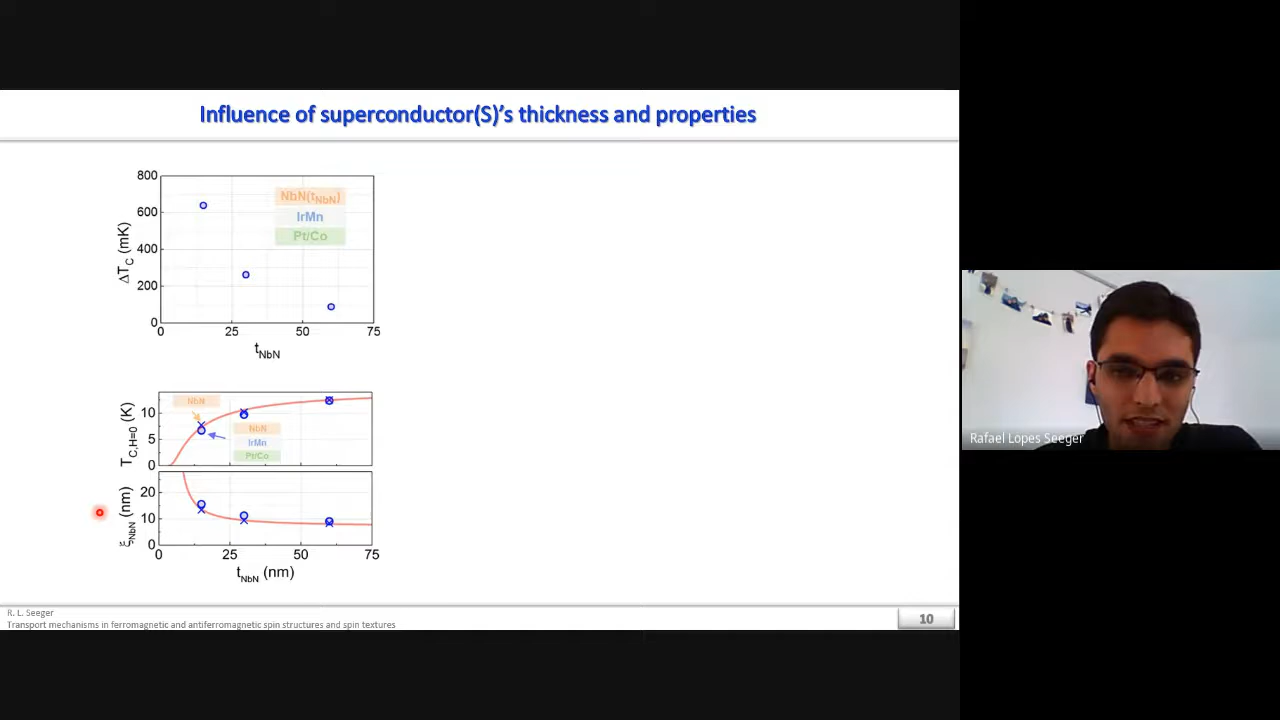 Influence of superconductor(S)'s thickness and properties
800
600
400
200
0
ΔT_C (mK)
NbN(t_NbN)
IrMn
Pt/Co
0 25 50 75
t_NbN
10
5
0
T_C,H=0 (K)
NbN
NbN
IrMn
Pt/Co
20
10
0
ξ_NbN (nm)
0 25 50 75
t_NbN (nm)
Rafael Lopes Seeger
R. L. Seeger
Transport mechanisms in ferromagnetic and antiferromagnetic spin structures and spin textures
10